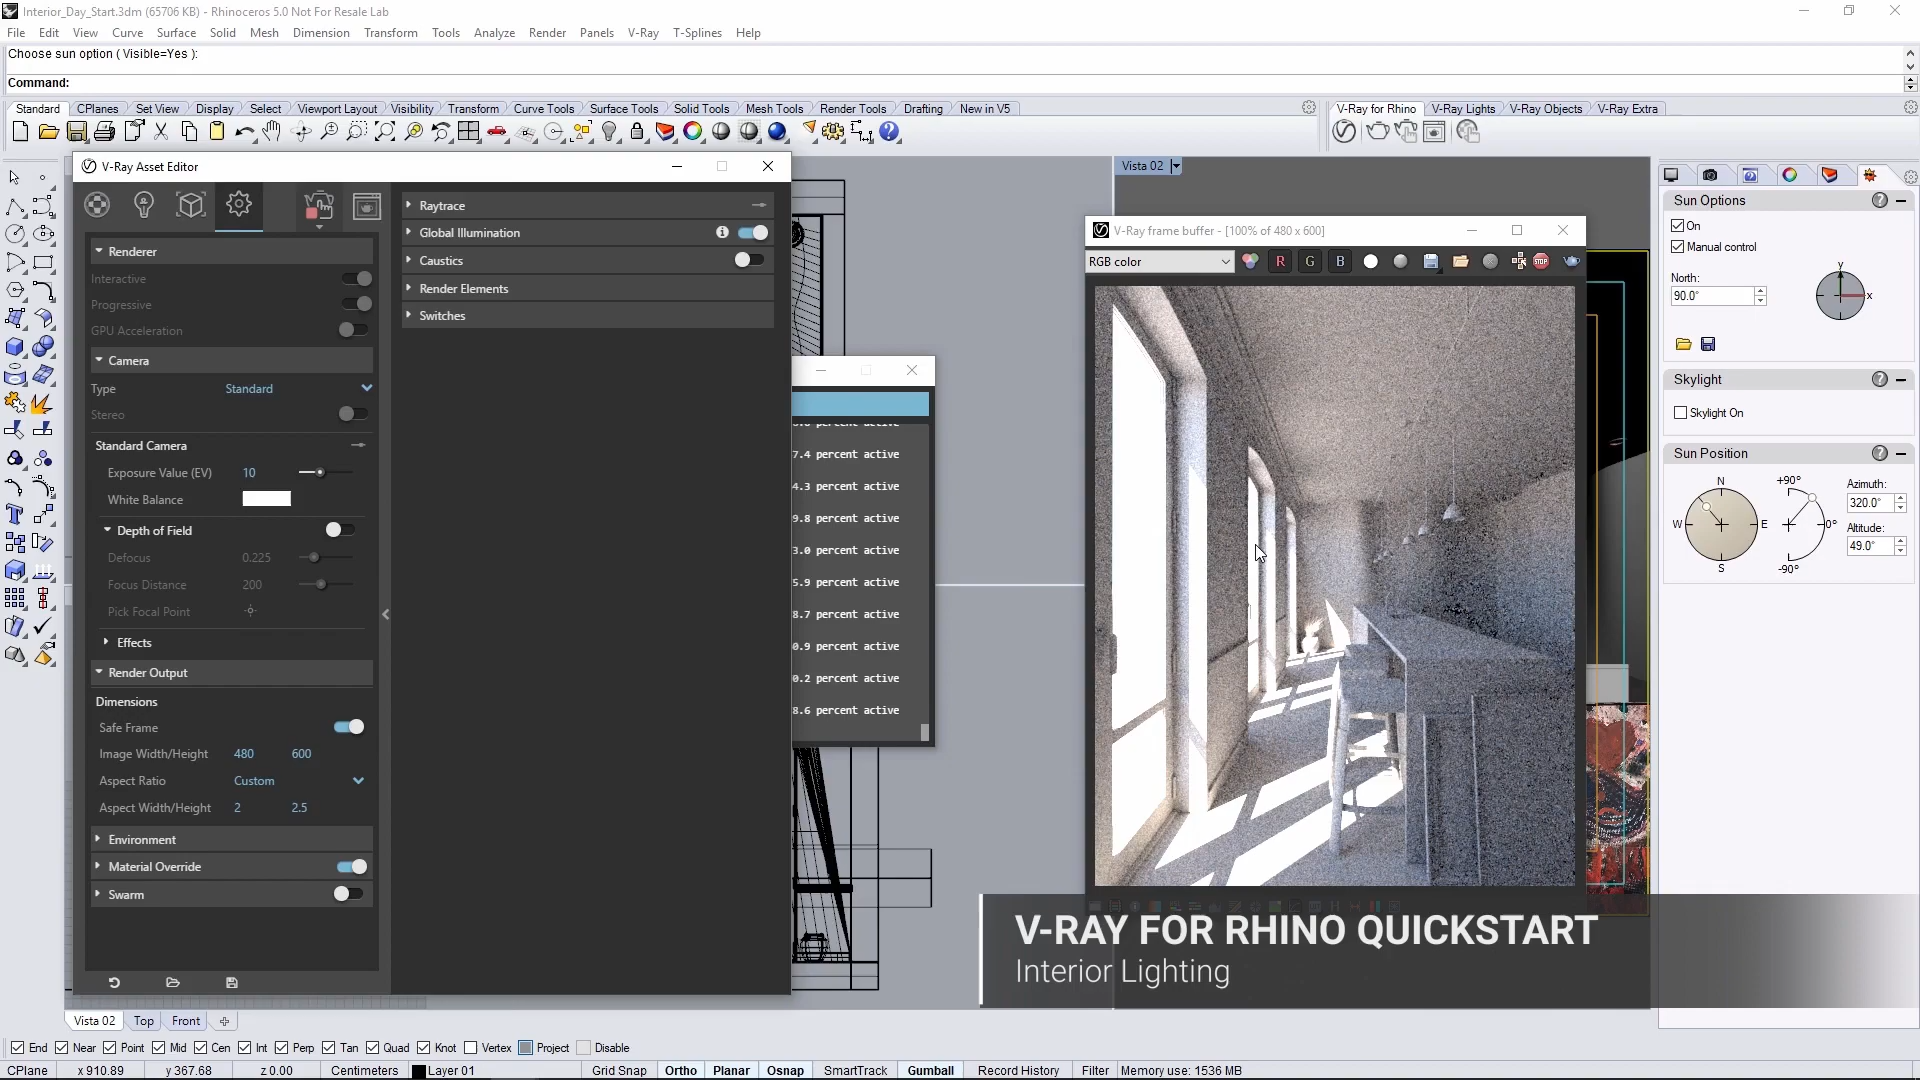 Interior_Day_Start.3dm (65706 KB) - Rhinoceros 5.0 Not For Resale Lab
File Edit View Curve Surface Solid Mesh Dimension Transform Tools Analyze Render Panels V-Ray T-Splines Help
Choose sun option ( Visible=Yes ):
Command:
Standard CPlanes Set View Display Select Viewport Layout Visibility Transform Curve Tools Surface Tools Solid Tools Mesh Tools Render Tools Drafting New in V5
V-Ray for Rhino V-Ray Lights V-Ray Objects V-Ray Extra
V-Ray Asset Editor
Renderer
Interactive
Progressive
GPU Acceleration
Camera
Type Standard
Stereo
Standard Camera
Exposure Value (EV) 10
White Balance
Depth of Field
Defocus 0.225
Focus Distance 200
Pick Focal Point
Effects
Render Output
Dimensions
Safe Frame
Image Width/Height 480 600
Aspect Ratio Custom
Aspect Width/Height 2 2.5
Environment
Material Override
Swarm
Raytrace
Global Illumination
Caustics
Render Elements
Switches
7.4 percent active
4.3 percent active
9.8 percent active
3.0 percent active
5.9 percent active
8.7 percent active
0.9 percent active
0.2 percent active
8.6 percent active
Vista 02
V-Ray frame buffer - [100% of 480 x 600]
RGB color R G B STOP
Sun Options
On
Manual control
North:
90.0°
y
x
Skylight
Skylight On
Sun Position
N
W E
S
+90°
0°
-90°
Azimuth:
320.0°
Altitude:
49.0°
V-RAY FOR RHINO QUICKSTART
Interior Lighting
Vista 02 Top Front
End Near Point Mid Cen Int Perp Tan Quad Knot Vertex Project Disable
CPlane x 910.89 y 367.68 z 0.00 Centimeters Layer 01 Grid Snap Ortho Planar Osnap SmartTrack Gumball Record History Filter Memory use: 1536 MB